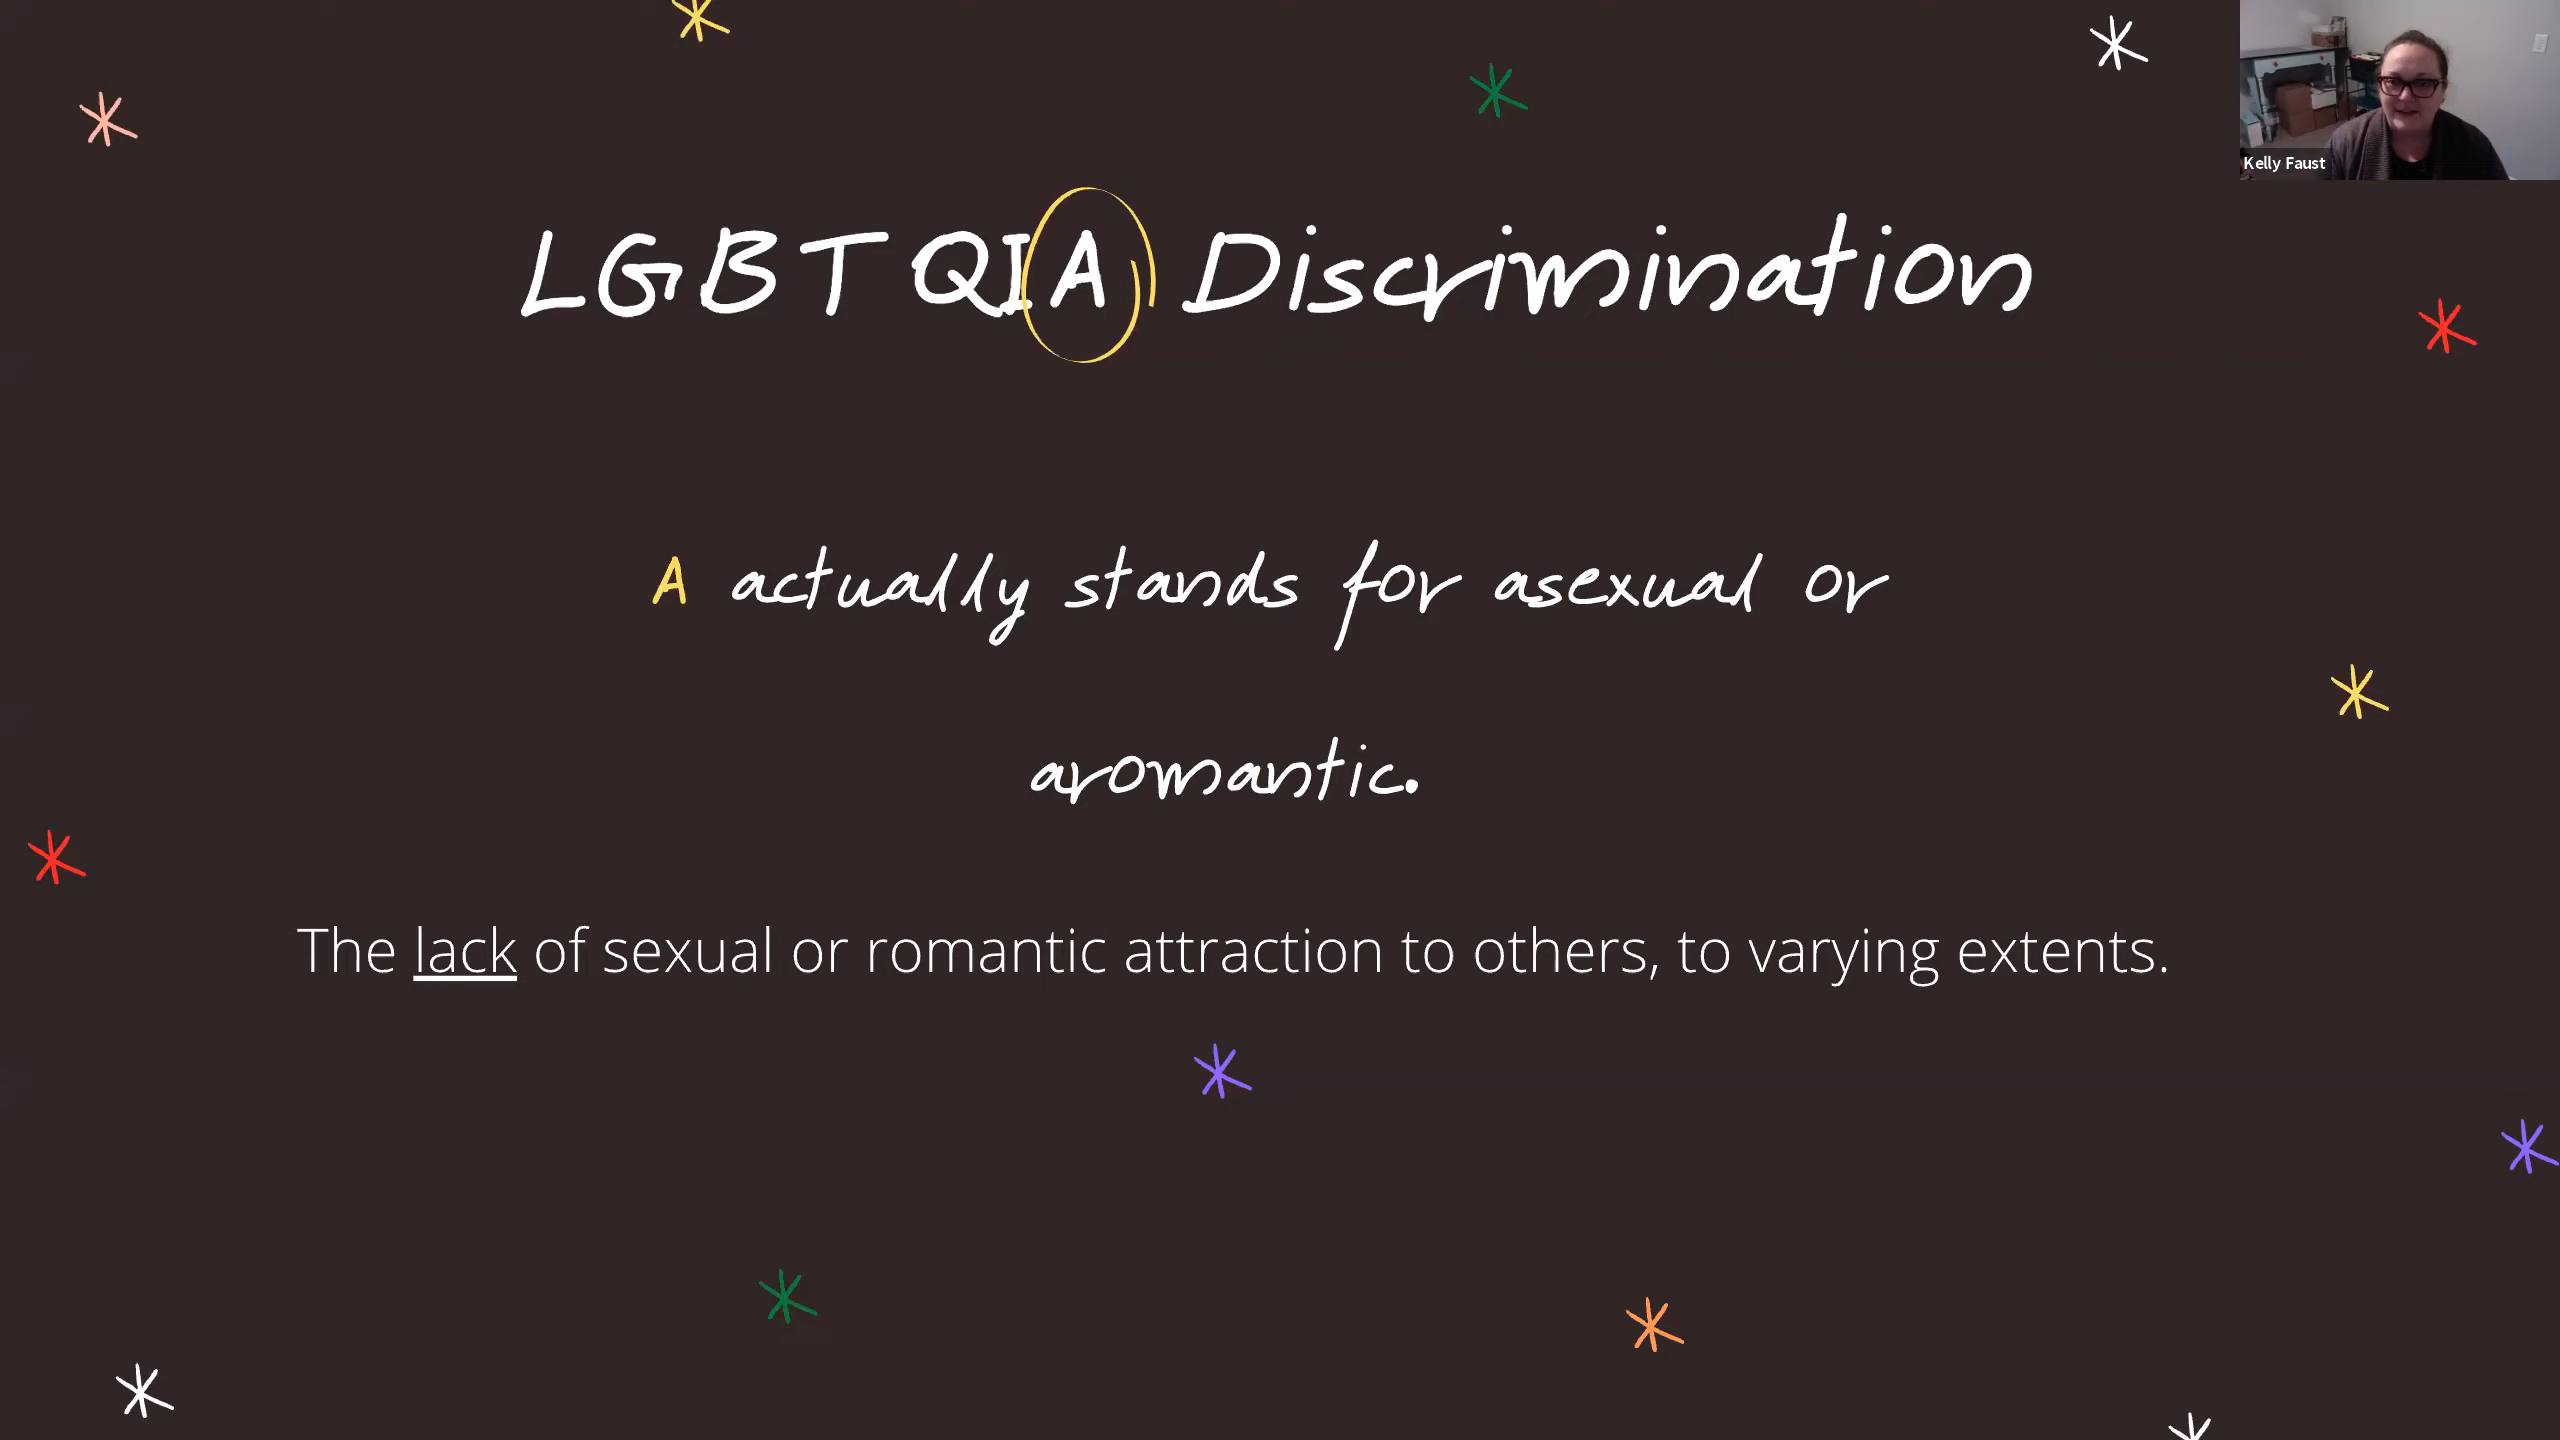 LGBTQIA Discrimination
Kelly Faust
A actually stands for asexual or
aromantic.
The lack of sexual or romantic attraction to others, to varying extents.